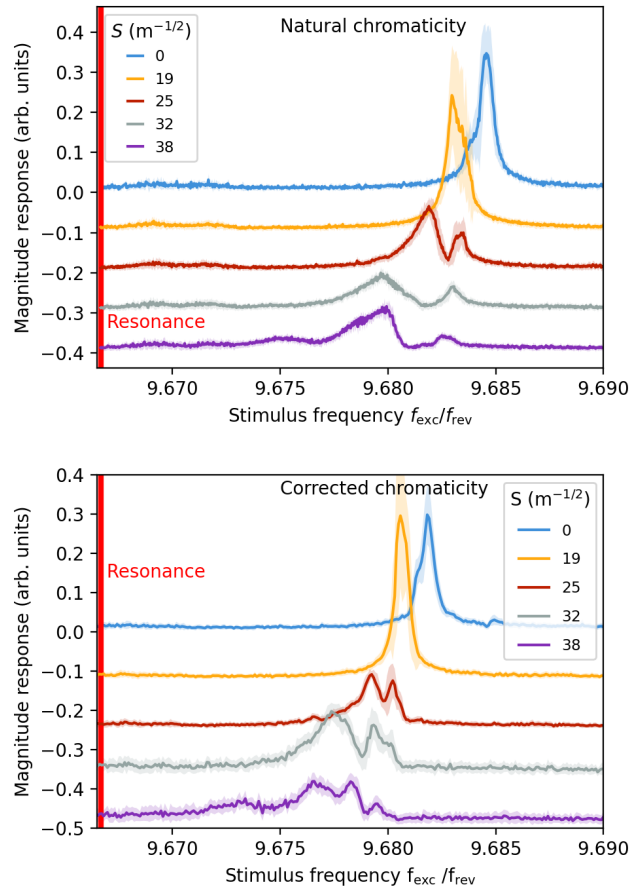 Natural chromaticity
S (m⁻¹/²)
0
19
25
32
38
Resonance
Magnitude response (arb. units)
0.4
0.3
0.2
0.1
0.0
−0.1
−0.2
−0.3
−0.4
9.670 9.675 9.680 9.685 9.690
Stimulus frequency f_exc/f_rev
Corrected chromaticity
S (m⁻¹/²)
0
19
25
32
38
Resonance
Magnitude response (arb. units)
0.4
0.3
0.2
0.1
0.0
−0.1
−0.2
−0.3
−0.4
−0.5
9.670 9.675 9.680 9.685 9.690
Stimulus frequency f_exc /f_rev